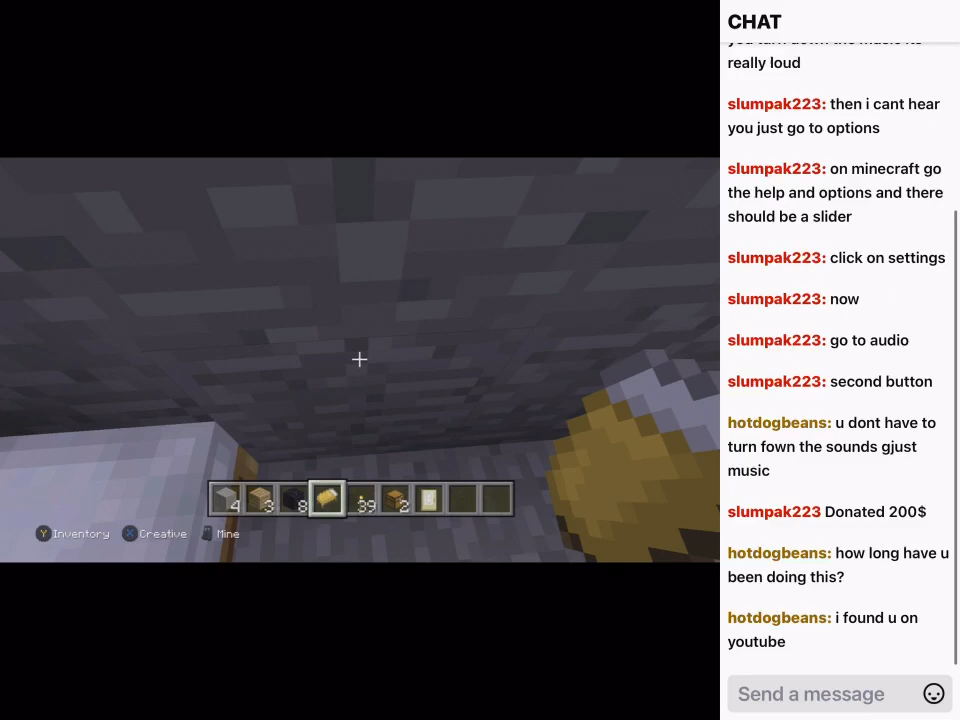 CHAT
really loud
slumpak223: then i cant hear
you just go to options
slumpak223: on minecraft go
the help and options and there
should be a slider
slumpak223: click on settings
slumpak223: now
slumpak223: go to audio
slumpak223: second button
hotdogbeans: u dont have to
turn fown the sounds gjust
music
slumpak223 Donated 200$
hotdogbeans: how long have u
been doing this?
hotdogbeans: i found u on
youtube
Send a message
4 3 8 39 2
Y Inventory X Creative Mine